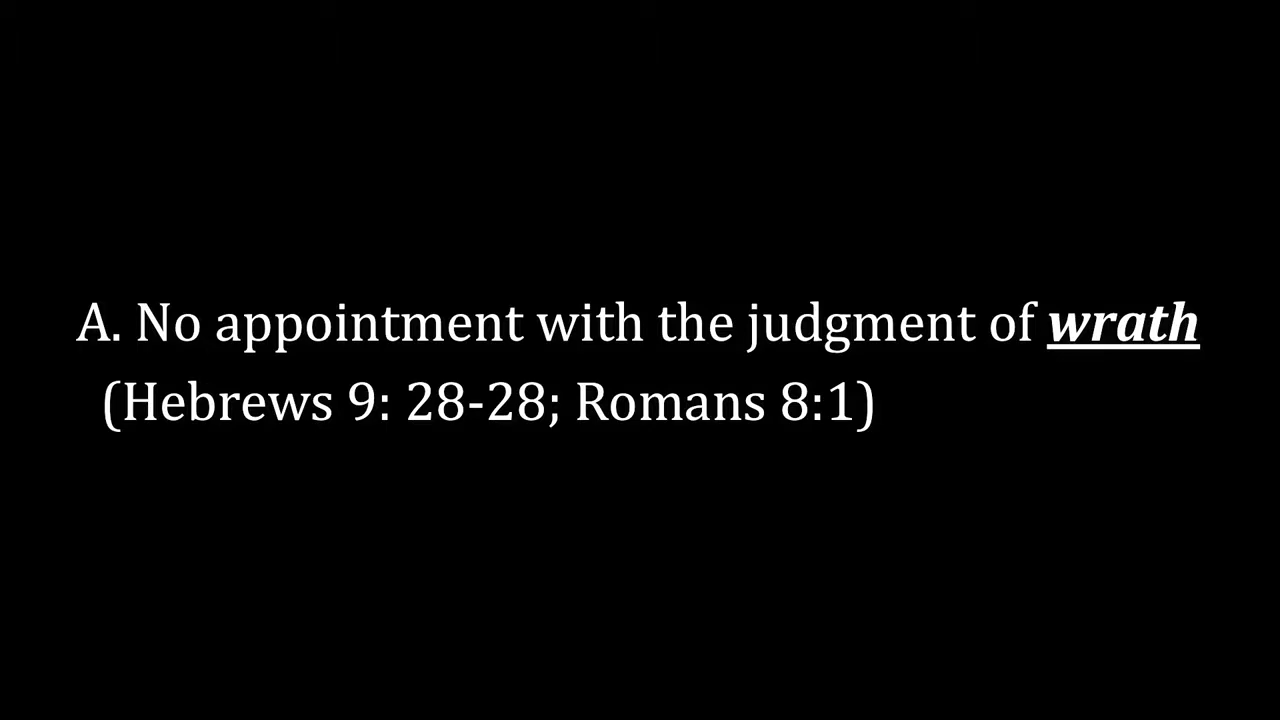 A. No appointment with the judgment of wrath
(Hebrews 9: 28-28; Romans 8:1)